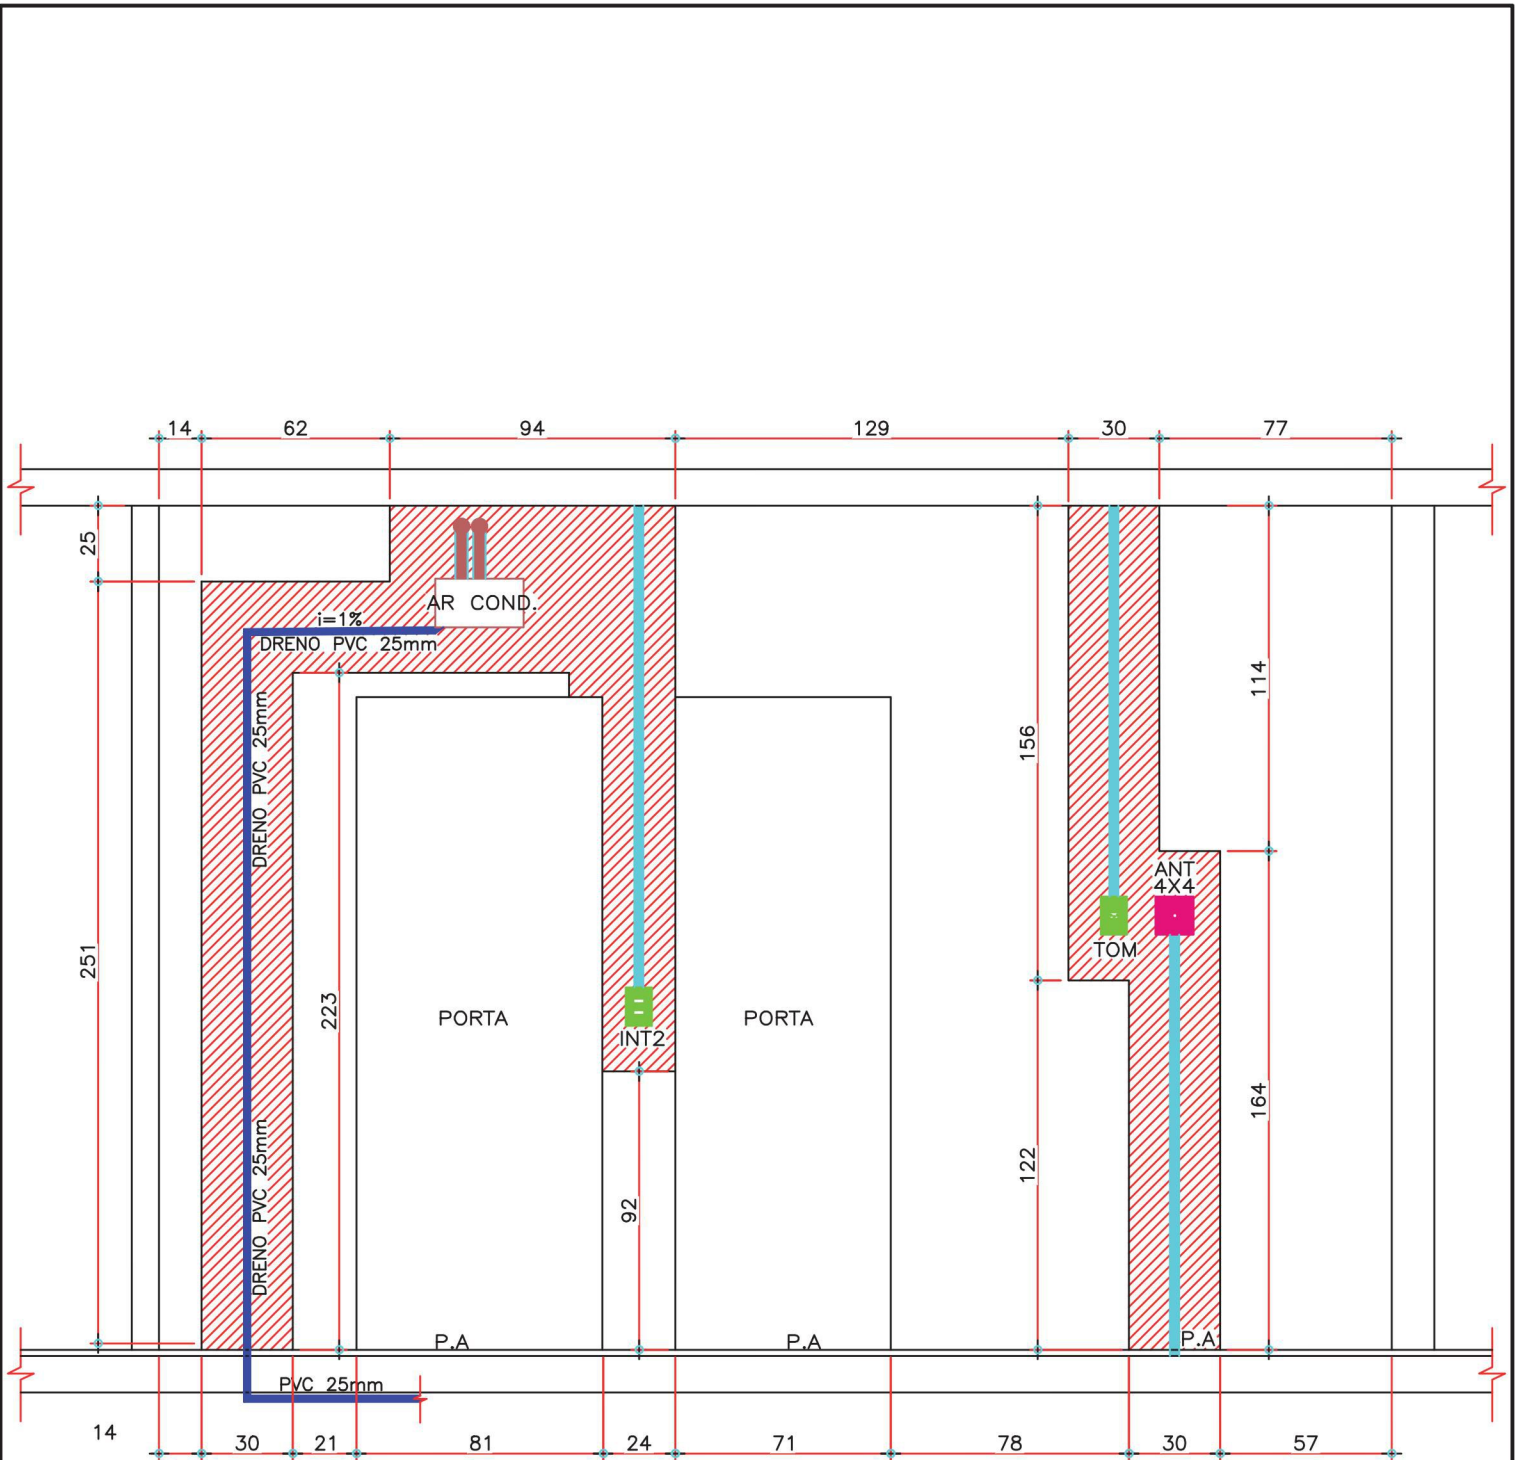 14 62 94 129 30 77
25
AR COND.
i=1%
DRENO PVC 25mm
114
DRENO PVC 25mm
156
ANT
4X4
TOM
251
223
PORTA
PORTA
INT2
164
122
DRENO PVC 25mm
92
P.A
P.A
P.A
PVC 25mm
14 30 21 81 24 71 78 30 57